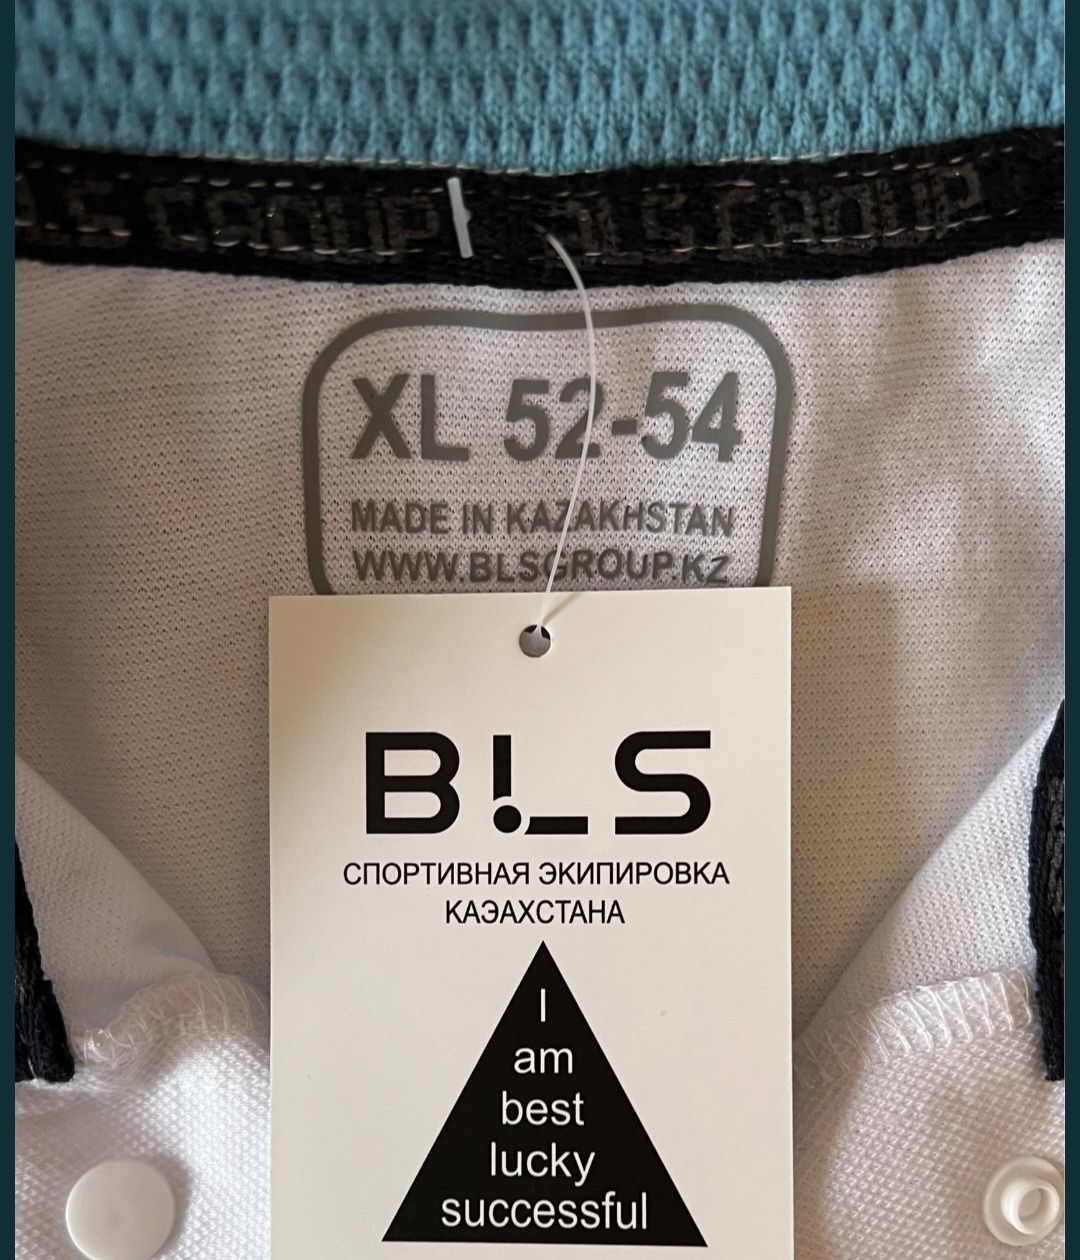 LS GROUP BLS GROUP
XL 52-54
MADE IN KAZAKHSTAN
WWW.BLSGROUP.KZ
BLS
СПОРТИВНАЯ ЭКИПИРОВКА
КАЭАХСТАНА
I
am
best
lucky
successful